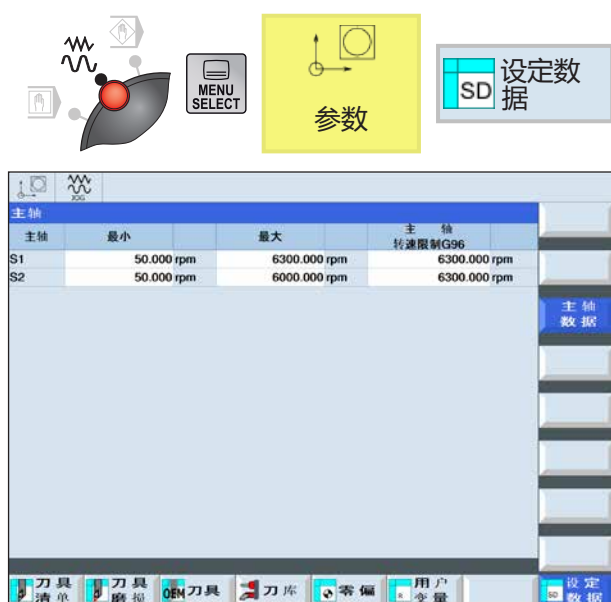 MENU
SELECT
参数
SD
设定数
据
JOG
主轴
主轴 最小 最大 主 轴
转速限制G96
S1 50.000 rpm 6300.000 rpm 6300.000 rpm
S2 50.000 rpm 6000.000 rpm 6300.000 rpm
主 轴
数 据
刀 具
清 单
刀 具
磨 损
OEM 刀 具
刀 库
零 偏
R
用 户
变 量
SD
设 定
数 据